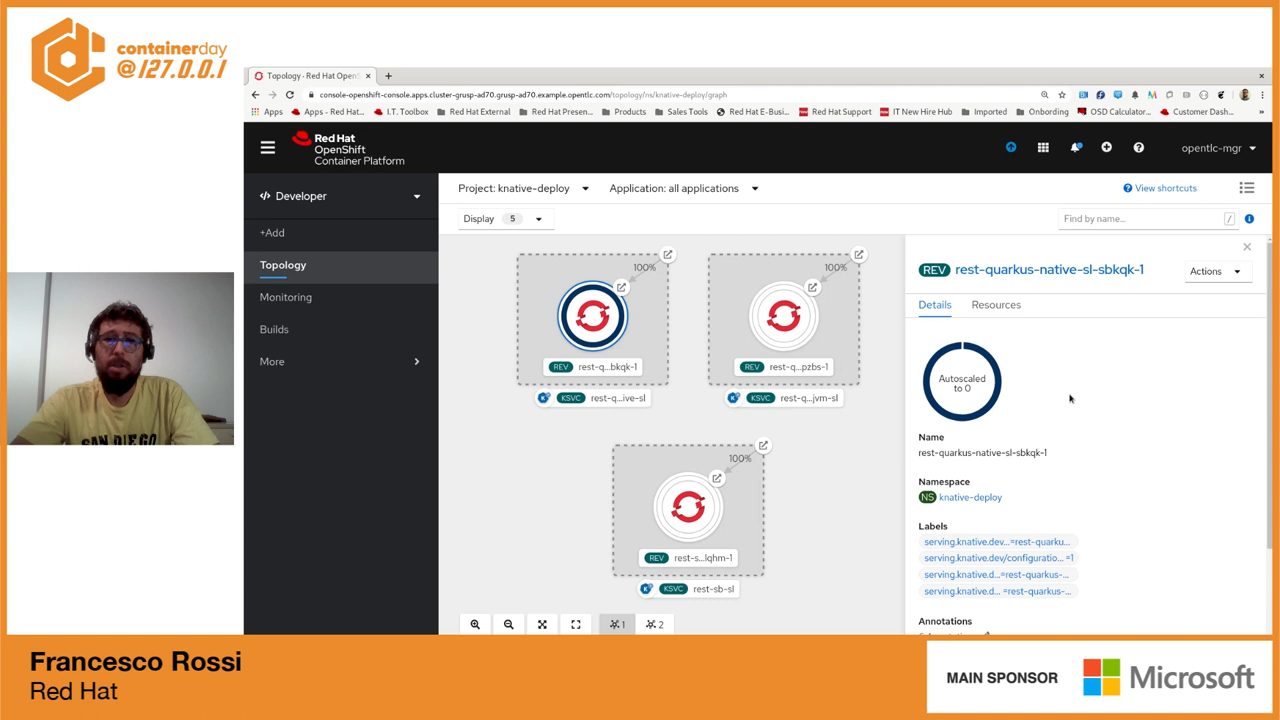 containerday
@127.0.0.1
Topology - Red Hat OpenS
console-openshift-console.apps.cluster-grusp-ad70.grusp-ad70.example.opentlc.com/topology/ns/knative-deploy/graph
Apps
Apps - Red Hat...
I.T. Toolbox
Red Hat External
Red Hat Presen...
Products
Sales Tools
Red Hat E-Busi...
Red Hat Support
IT New Hire Hub
Imported
Onbording
OSD Calculator...
Customer Dash...
Red Hat
OpenShift
Container Platform
opentlc-mgr
Developer
+Add
Topology
Monitoring
Builds
More
Project: knative-deploy
Application: all applications
View shortcuts
Display 5
Find by name...
/
100%
REV rest-q...bkqk-1
KSVC rest-q...ive-sl
100%
REV rest-q...pzbs-1
KSVC rest-q...jvm-sl
100%
REV rest-s...lqhm-1
KSVC rest-sb-sl
1
2
REV rest-quarkus-native-sl-sbkqk-1
Actions
Details
Resources
Autoscaled
to 0
Name
rest-quarkus-native-sl-sbkqk-1
Namespace
NS knative-deploy
Labels
serving.knative.dev...=rest-quarku...
serving.knative.dev/configuratio... =1
serving.knative.d...=rest-quarkus-...
serving.knative.d... =rest-quarkus-...
Annotations
SAN DIEGO
Francesco Rossi
Red Hat
MAIN SPONSOR
Microsoft